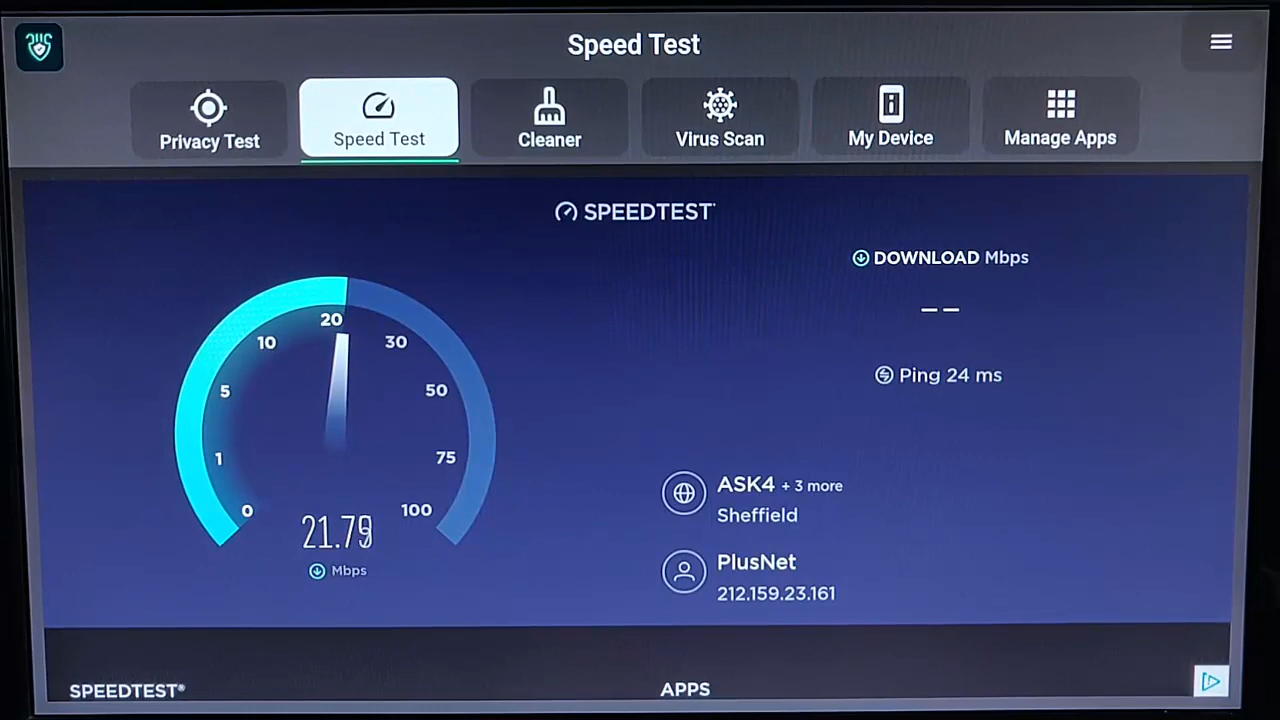 Speed Test
Privacy Test
Speed Test
Cleaner
Virus Scan
My Device
Manage Apps
SPEEDTEST
DOWNLOAD Mbps
— —
Ping 24 ms
0
1
5
10
20
30
50
75
100
21.79
Mbps
ASK4 + 3 more
Sheffield
PlusNet
212.159.23.161
SPEEDTEST®
APPS